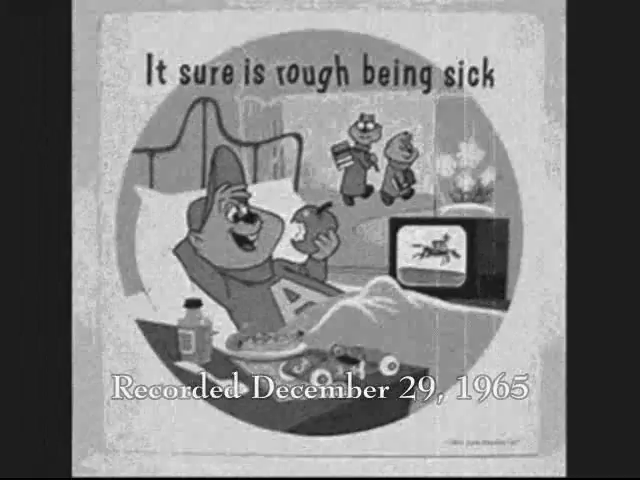 It sure is rough being sick
A
Recorded December 29, 1965